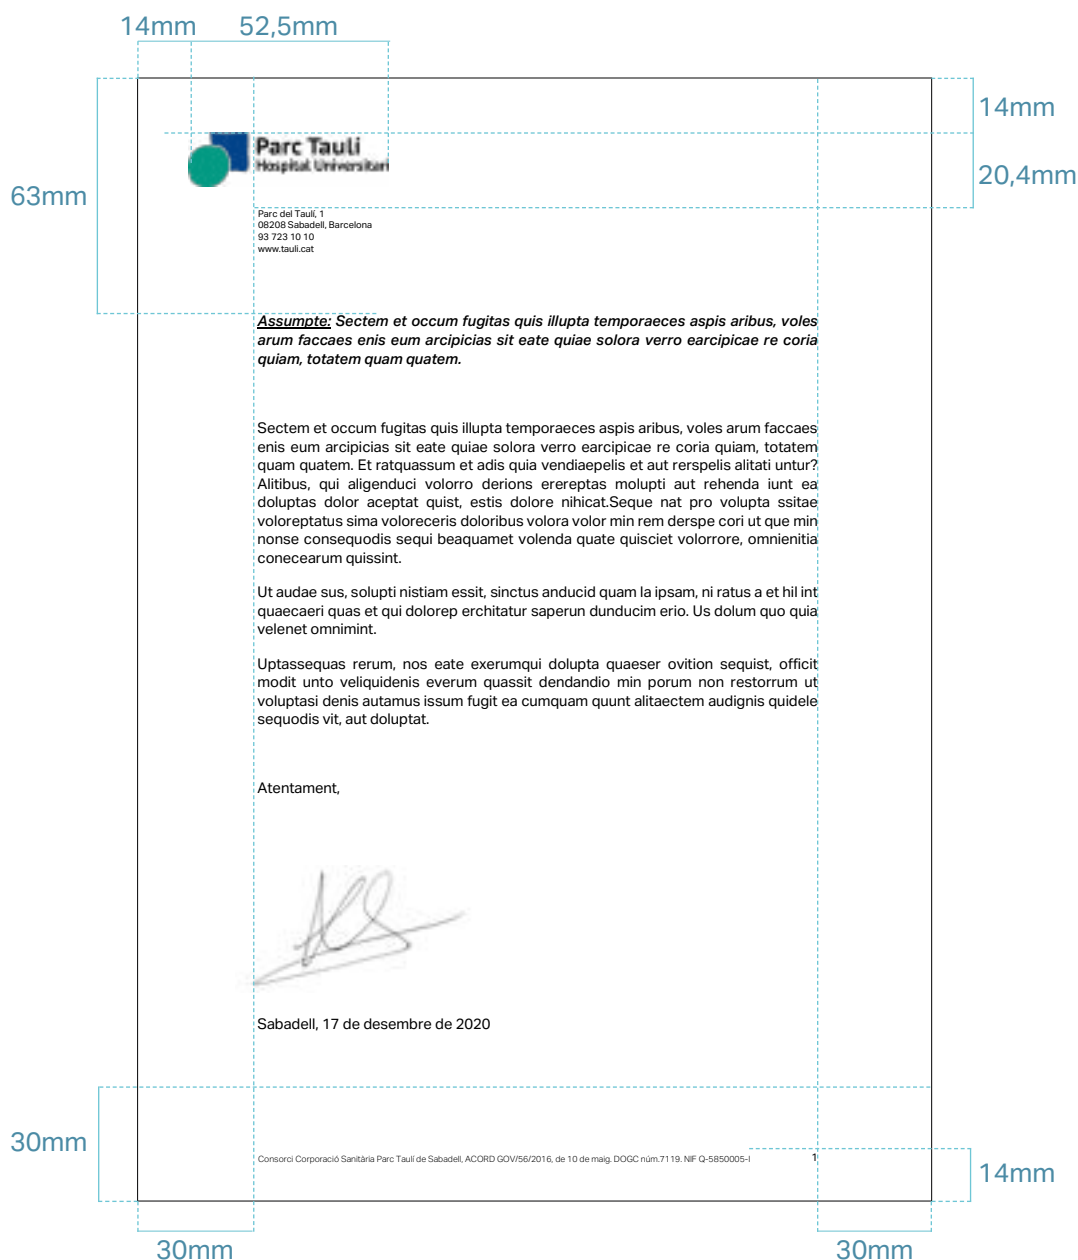 14mm 52,5mm
14mm
Parc Taulí
Hospital Universitari
20,4mm
63mm
Parc del Taulí, 1
08208 Sabadell, Barcelona
93 723 10 10
www.tauli.cat
Assumpte: Sectem et occum fugitas quis illupta temporaeces aspis aribus, voles
arum faccaes enis eum arcipicias sit eate quiae solora verro earcipicae re coria
quiam, totatem quam quatem.
Sectem et occum fugitas quis illupta temporaeces aspis aribus, voles arum faccaes
enis eum arcipicias sit eate quiae solora verro earcipicae re coria quiam, totatem
quam quatem. Et ratquassum et adis quia vendiaepelis et aut rerspelis alitati untur?
Alitibus, qui aligenduci volorro derions erereptas molupti aut rehenda iunt ea
doluptas dolor aceptat quist, estis dolore nihicat.Seque nat pro volupta ssitae
voloreptatus sima voloreceris doloribus volora volor min rem derspe cori ut que min
nonse consequodis sequi beaquamet volenda quate quisciet volorrore, omnienitia
conecearum quissint.
Ut audae sus, solupti nistiam essit, sinctus anducid quam la ipsam, ni ratus a et hil int
quaecaeri quas et qui dolorep erchitatur saperun dunducim erio. Us dolum quo quia
velenet omnimint.
Uptassequas rerum, nos eate exerumqui dolupta quaeser ovition sequist, officit
modit unto veliquidenis everum quassit dendandio min porum non restorrum ut
voluptasi denis autamus issum fugit ea cumquam quunt alitaectem audignis quidele
sequodis vit, aut doluptat.
Atentament,
Sabadell, 17 de desembre de 2020
30mm
Consorci Corporació Sanitària Parc Taulí de Sabadell, ACORD GOV/56/2016, de 10 de maig. DOGC núm.7119. NIF Q-5850005-I 1
14mm
30mm 30mm